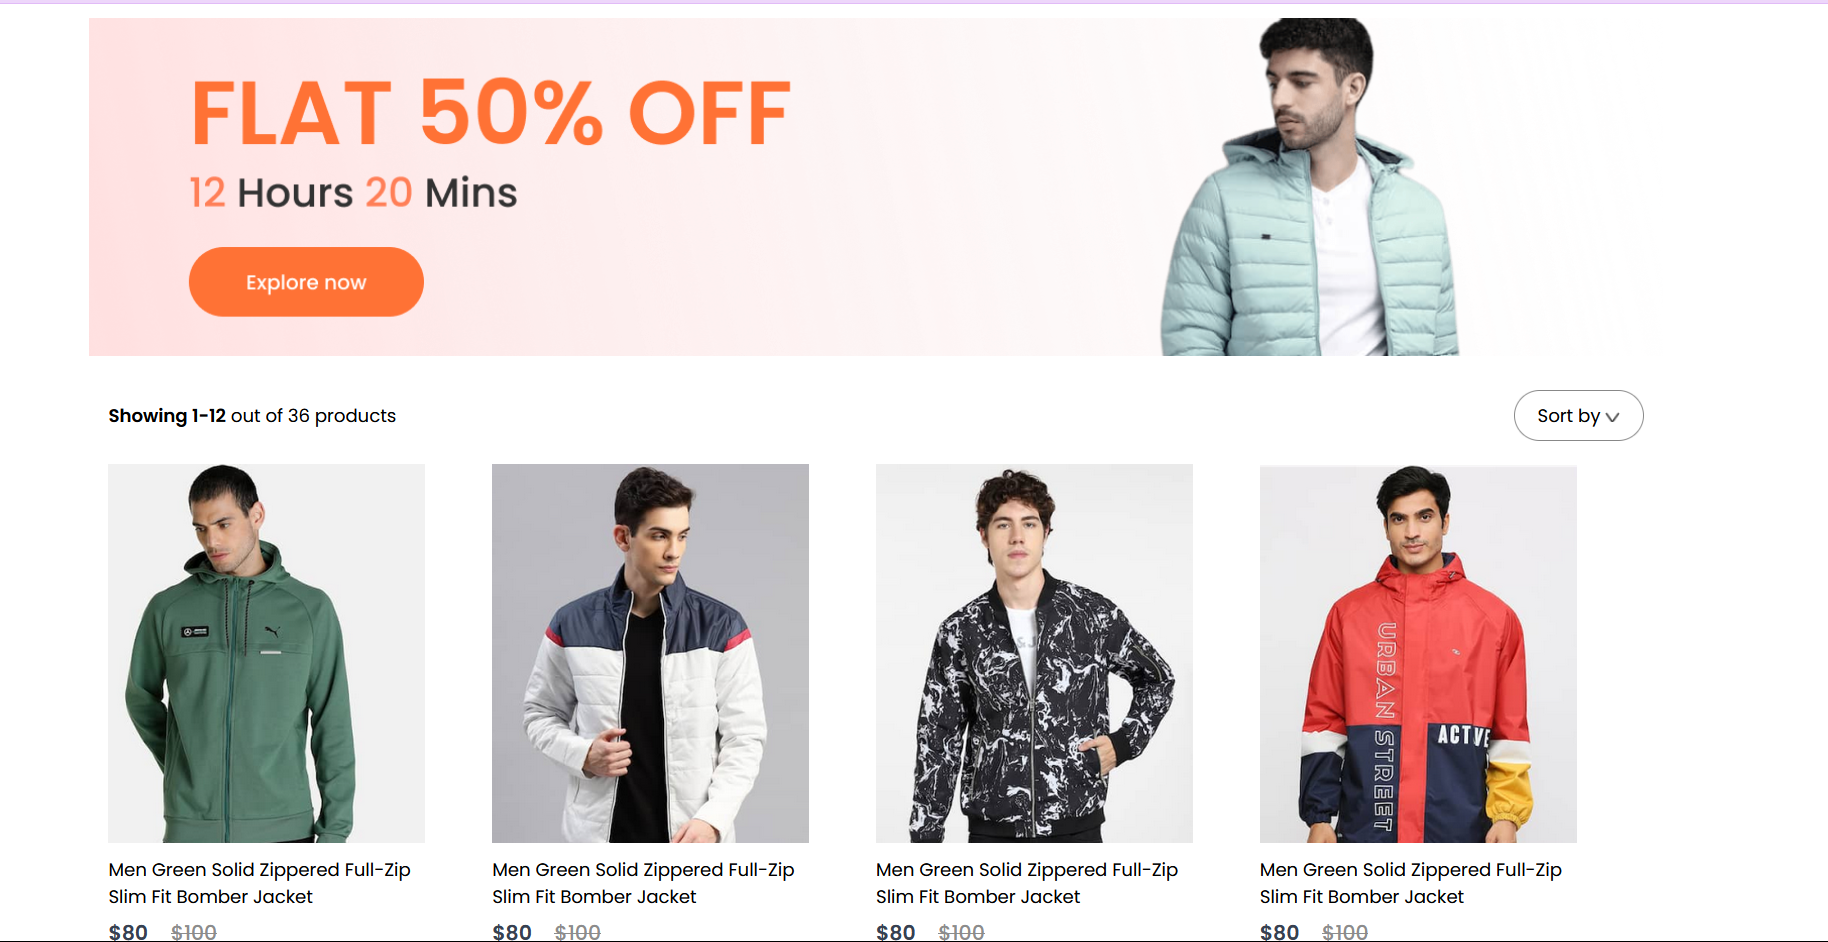 FLAT 50% OFF
12 Hours 20 Mins
Explore now
Showing 1-12 out of 36 products
Sort by
URBAN STREET
ACTIVE
Men Green Solid Zippered Full-Zip
Slim Fit Bomber Jacket
$80 $100
Men Green Solid Zippered Full-Zip
Slim Fit Bomber Jacket
$80 $100
Men Green Solid Zippered Full-Zip
Slim Fit Bomber Jacket
$80 $100
Men Green Solid Zippered Full-Zip
Slim Fit Bomber Jacket
$80 $100